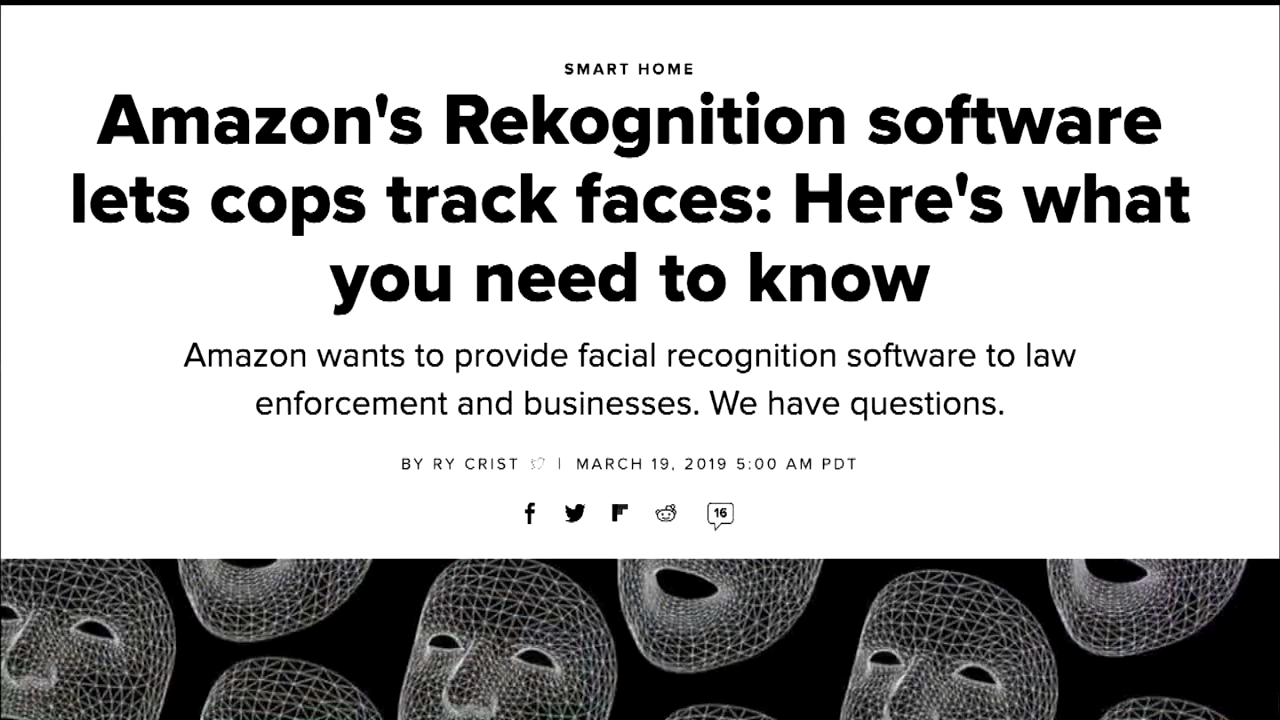 SMART HOME
Amazon's Rekognition software
lets cops track faces: Here's what
you need to know
Amazon wants to provide facial recognition software to law
enforcement and businesses. We have questions.
BY RY CRIST | MARCH 19, 2019 5:00 AM PDT
16